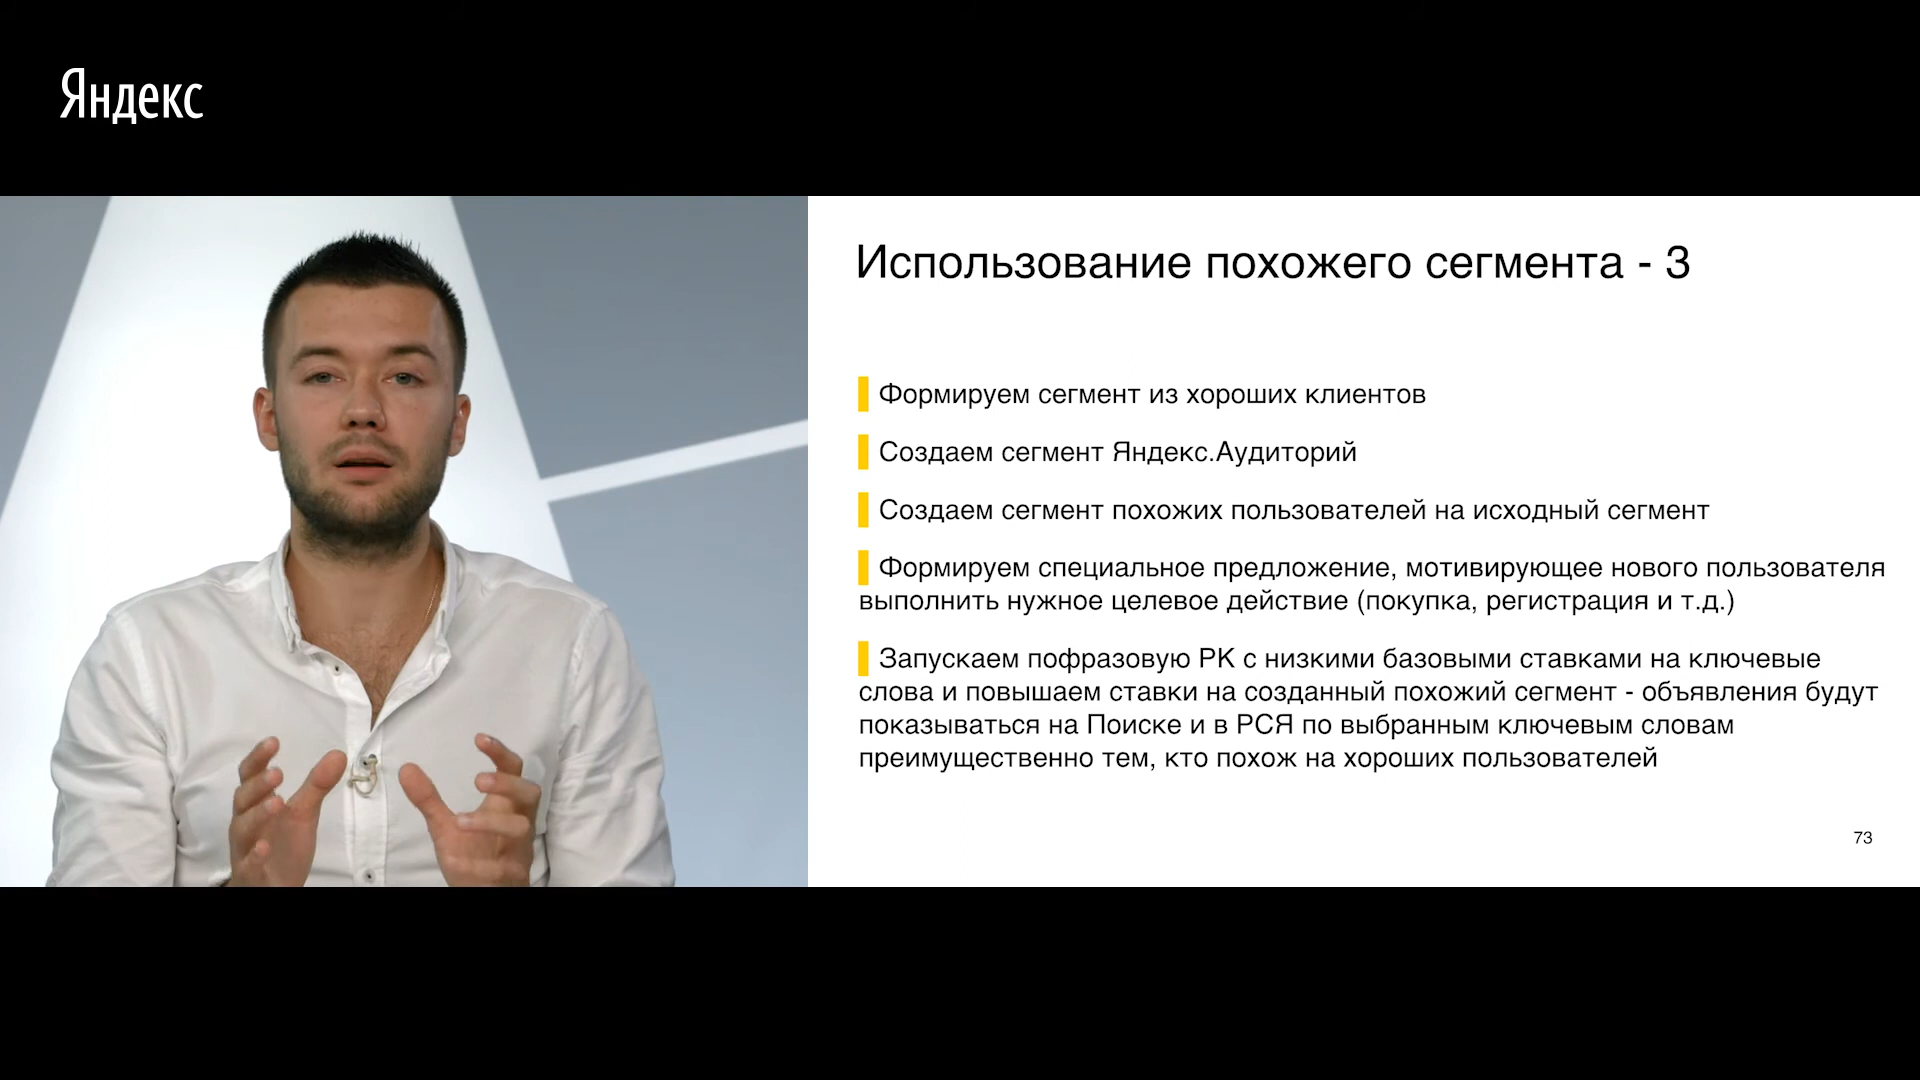 Яндекс
Использование похожего сегмента - 3
Формируем сегмент из хороших клиентов
Создаем сегмент Яндекс.Аудиторий
Создаем сегмент похожих пользователей на исходный сегмент
Формируем специальное предложение, мотивирующее нового пользователя
выполнить нужное целевое действие (покупка, регистрация и т.д.)
Запускаем пофразовую РК с низкими базовыми ставками на ключевые
слова и повышаем ставки на созданный похожий сегмент - объявления будут
показываться на Поиске и в РСЯ по выбранным ключевым словам
преимущественно тем, кто похож на хороших пользователей
73